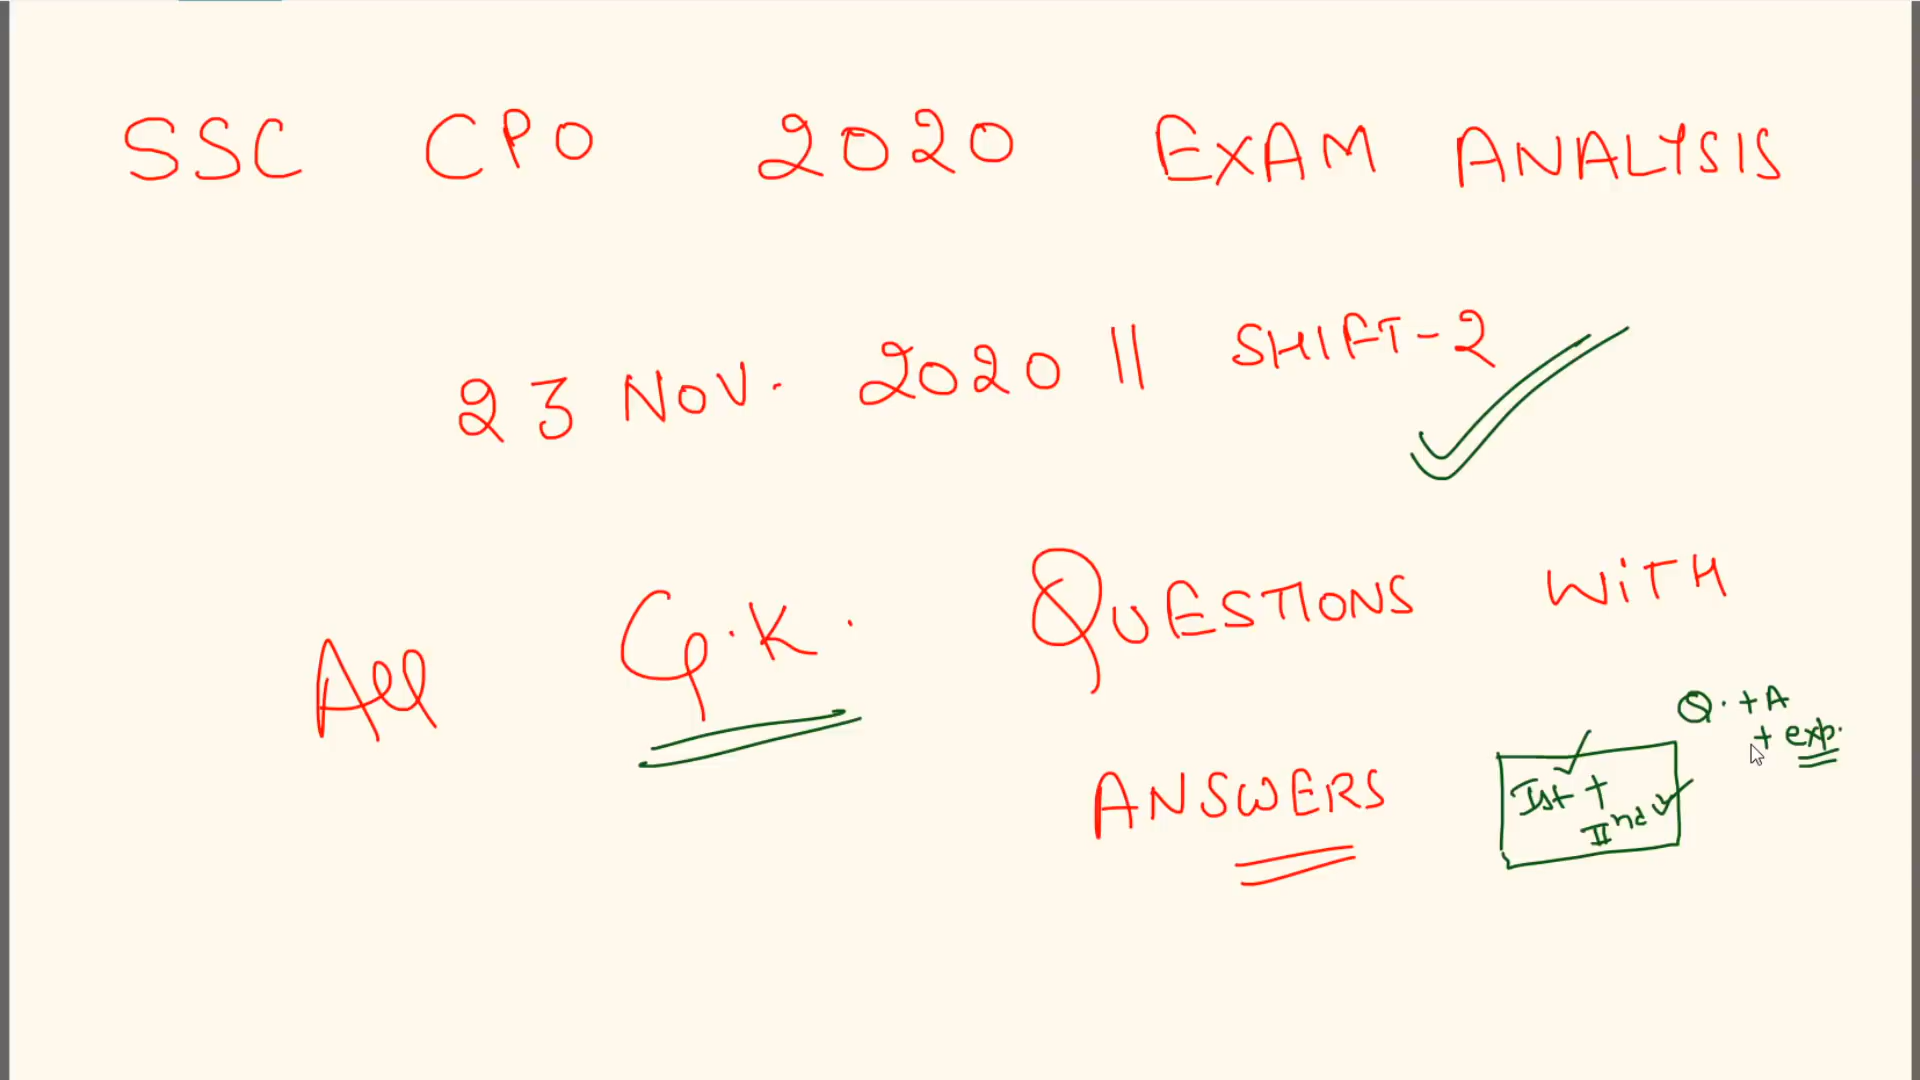 SSC CPO 2020 EXAM ANALYSIS
23 NOV. 2020 || SHIFT-2
All G.K. QUESTIONS WITH
ANSWERS
Q. + A
+ exp.
Ist +
IInd